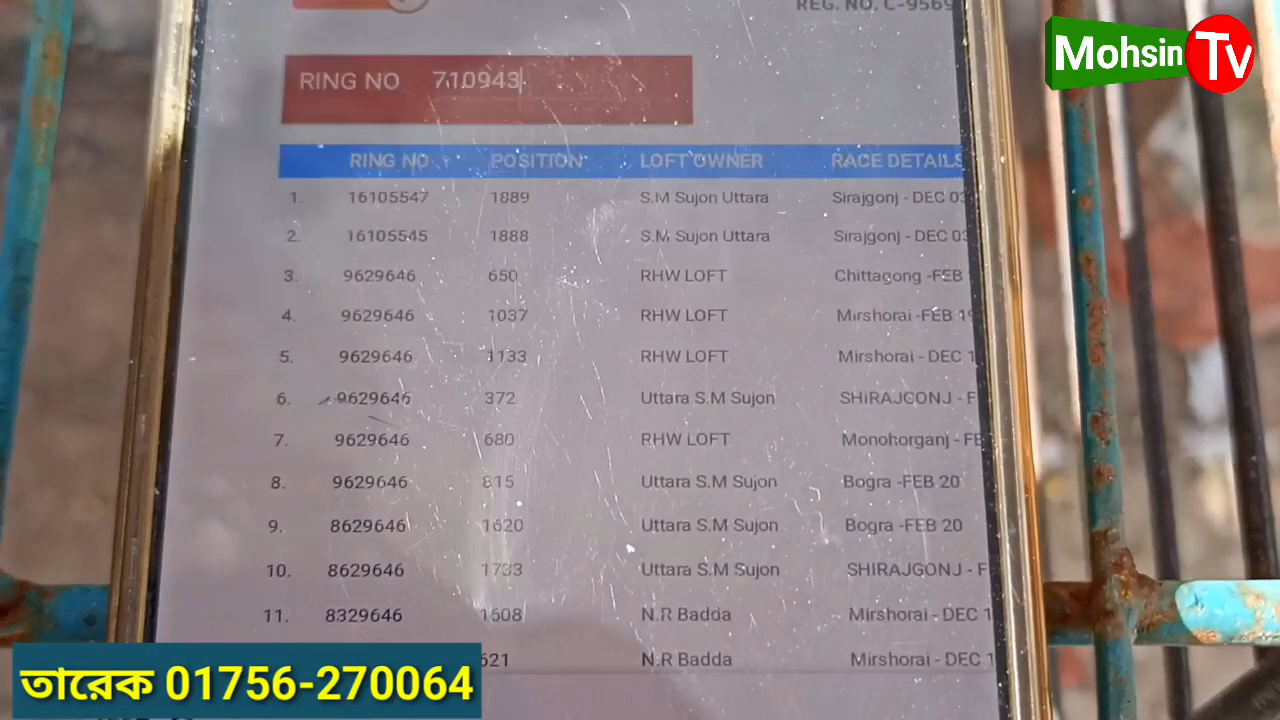 REG. NO. C-9569
Mohsin Tv
RING NO 710943
RING NO POSITION LOFT OWNER RACE DETAILS
1. 16105547 1889 S.M Sujon Uttara Sirajgonj - DEC 03
2. 16105545 1888 S.M Sujon Uttara Sirajgonj - DEC 03
3. 9629646 650 RHW LOFT Chittagong -FEB
4. 9629646 1037 RHW LOFT Mirshorai -FEB 19
5. 9629646 1133 RHW LOFT Mirshorai - DEC 1
6. 9629646 372 Uttara S.M Sujon SHIRAJGONJ - F
7. 9629646 680 RHW LOFT Monohorganj - FE
8. 9629646 815 Uttara S.M Sujon Bogra -FEB 20
9. 8629646 1620 Uttara S.M Sujon Bogra -FEB 20
10. 8629646 1733 Uttara S.M Sujon SHIRAJGONJ - F
11. 8329646 1608 N.R Badda Mirshorai - DEC 1
621 N.R Badda Mirshorai - DEC 1
তারেক 01756-270064